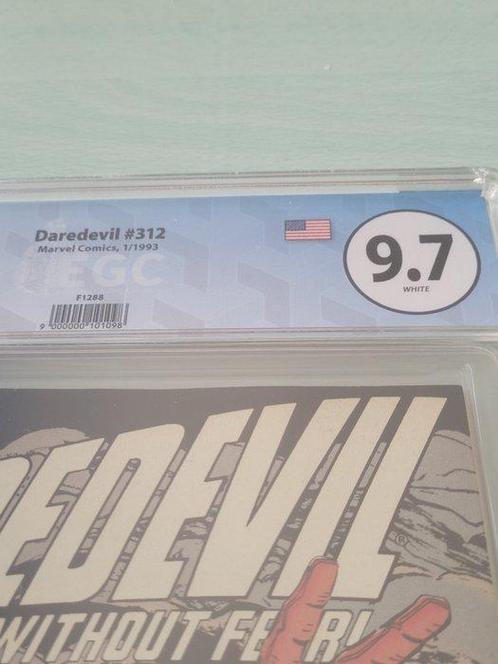 Daredevil #312
Marvel Comics, 1/1993
EGC
F1288
9 000000 101098
9.7
WHITE
EDEVIL
®
WITHOUT FE R!